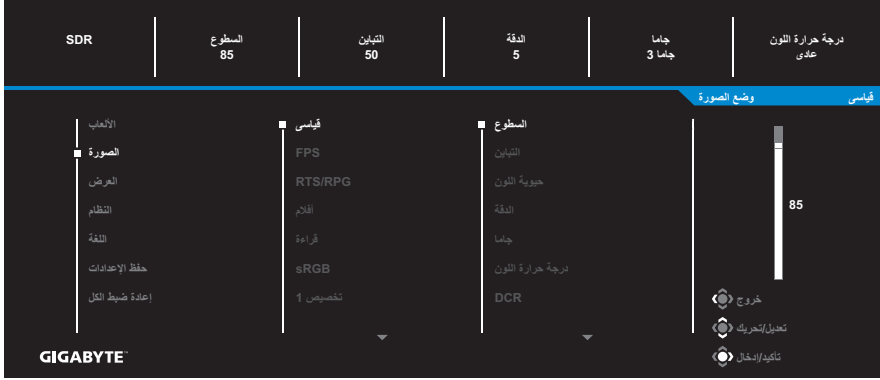 SDR
السطوع
85
التباين
50
الدقة
5
جاما
جاما 3
درجة حرارة اللون
عادى
وضع الصورة
قياسى
الألعاب
الصورة
العرض
النظام
اللغة
حفظ الإعدادات
إعادة ضبط الكل
قياسى
FPS
RTS/RPG
أفلام
قراءة
sRGB
تخصيص 1
السطوع
التباين
حيوية اللون
الدقة
جاما
درجة حرارة اللون
DCR
85
خروج
تعديل/تحريك
تأكيد/إدخال
GIGABYTE